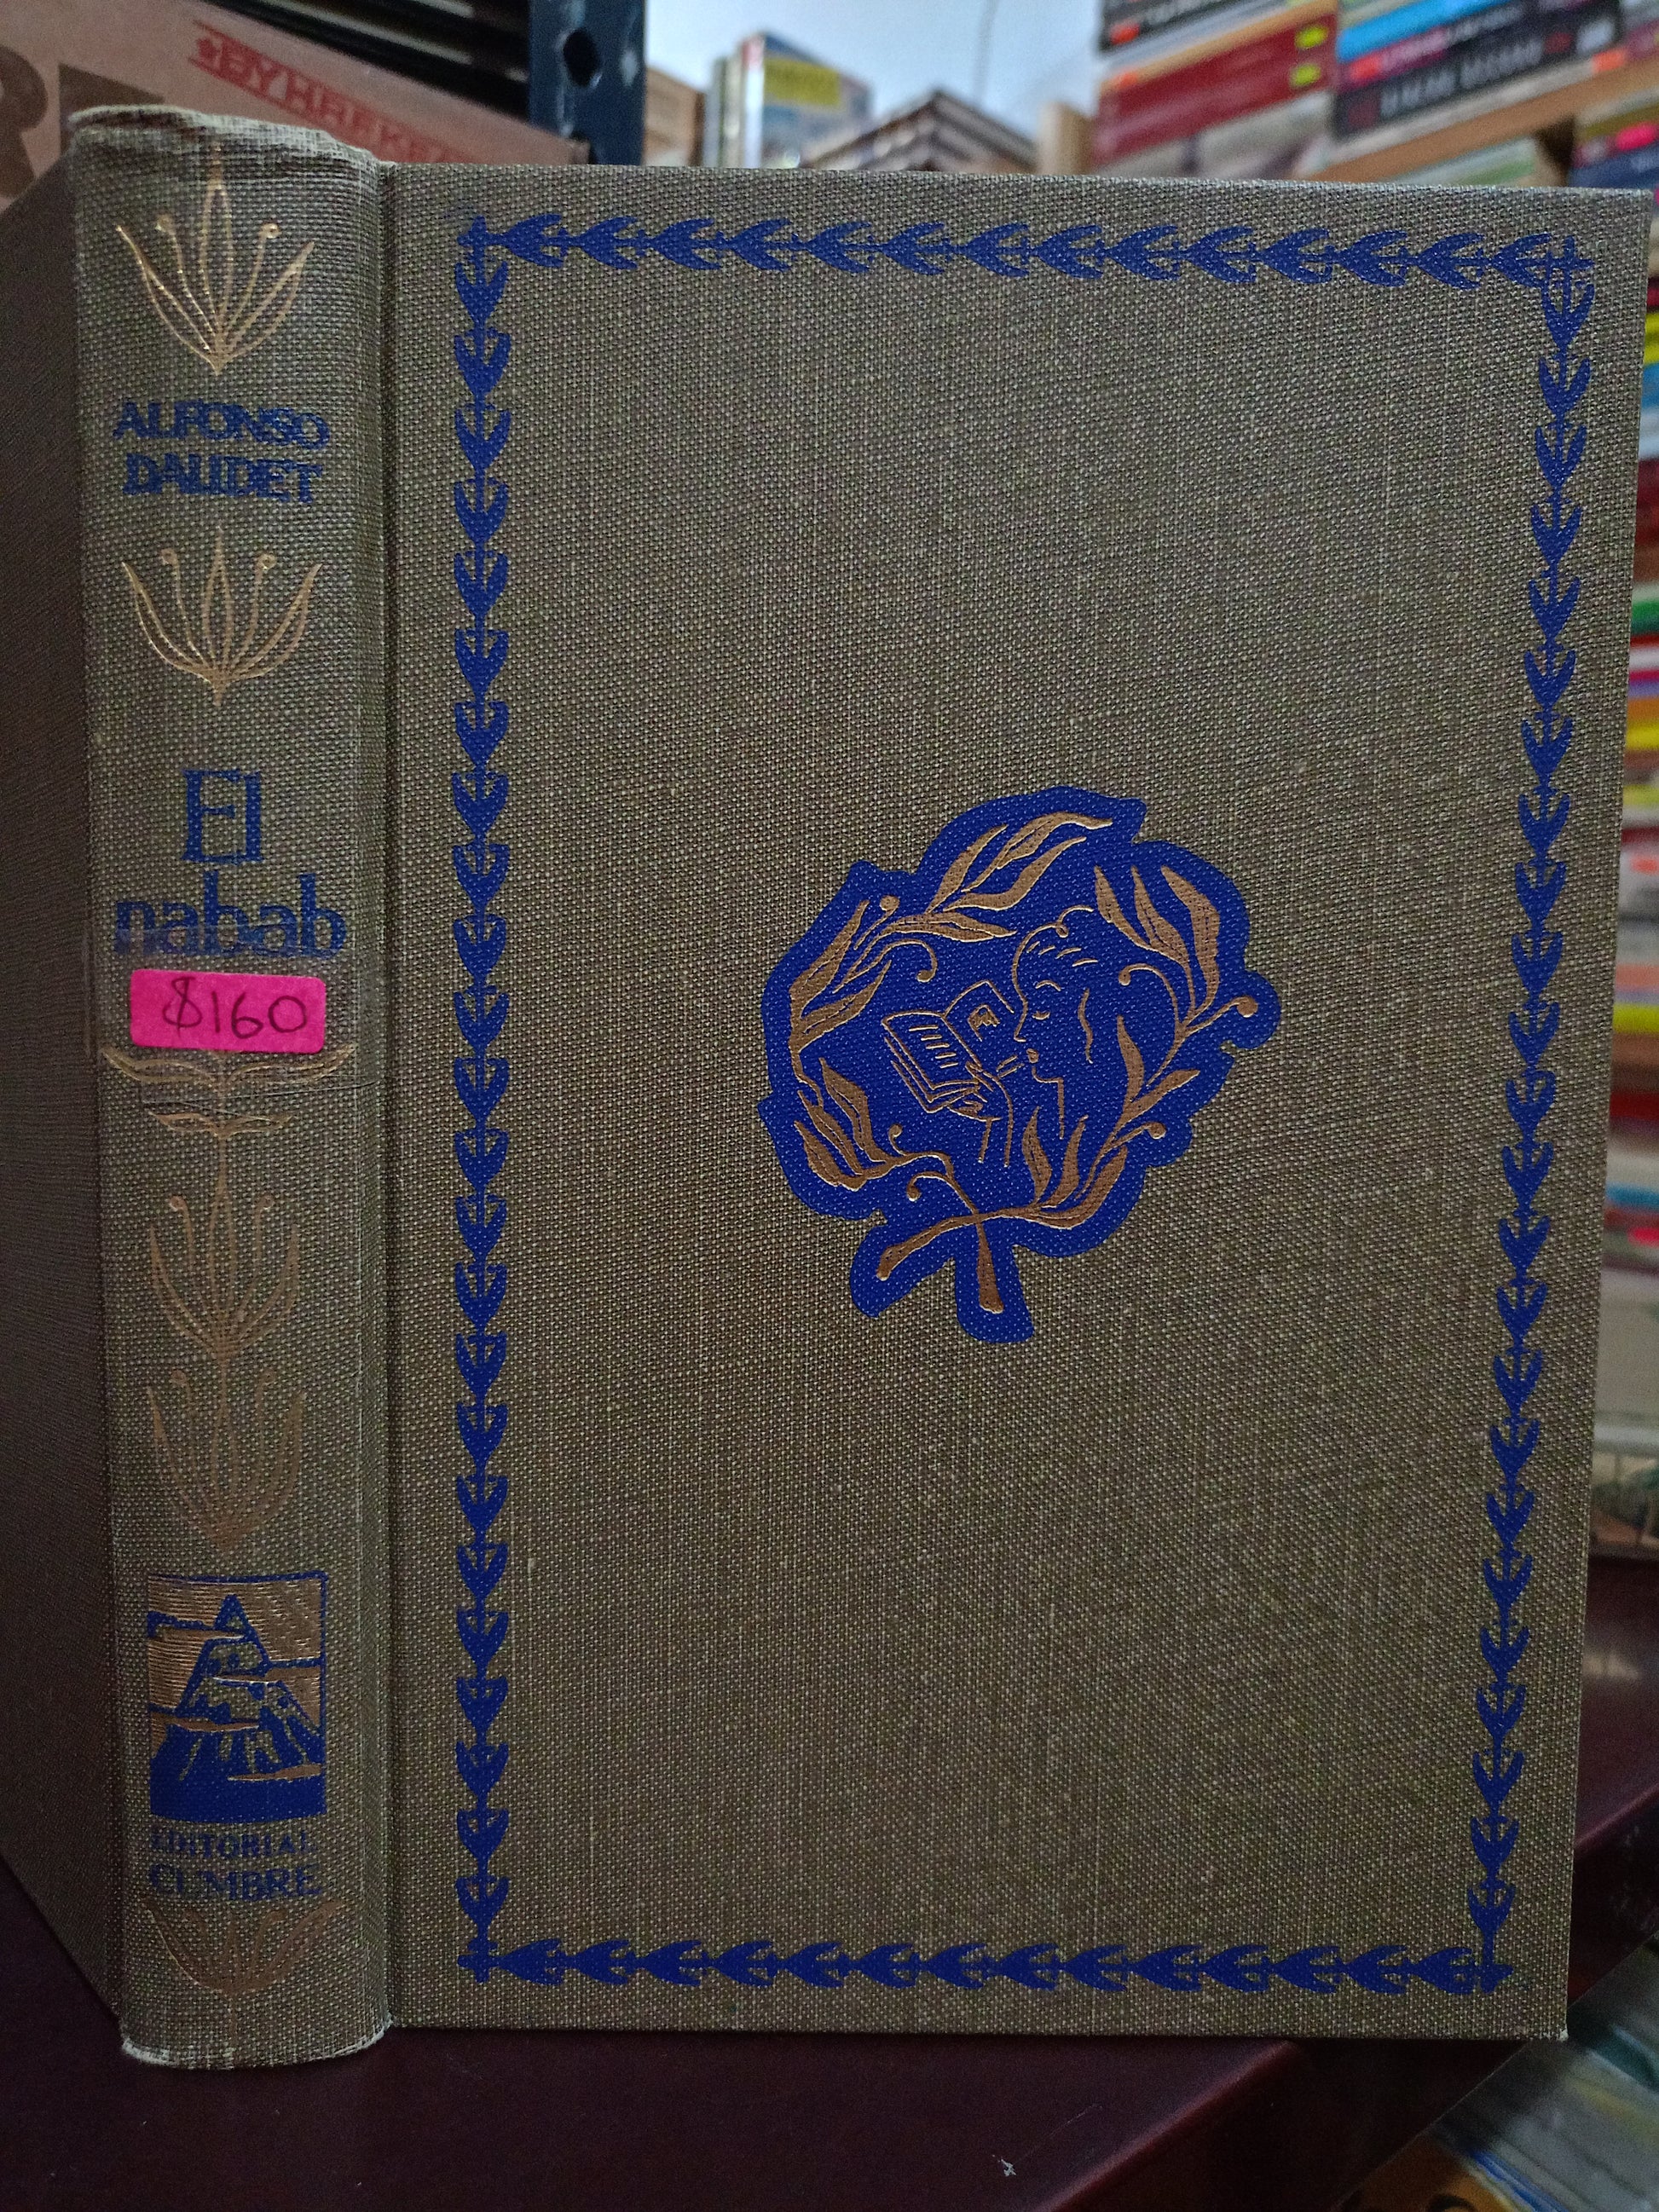 ALFONSO
DAUDET
El
nabab
$160
EDITORIAL
CUMBRE